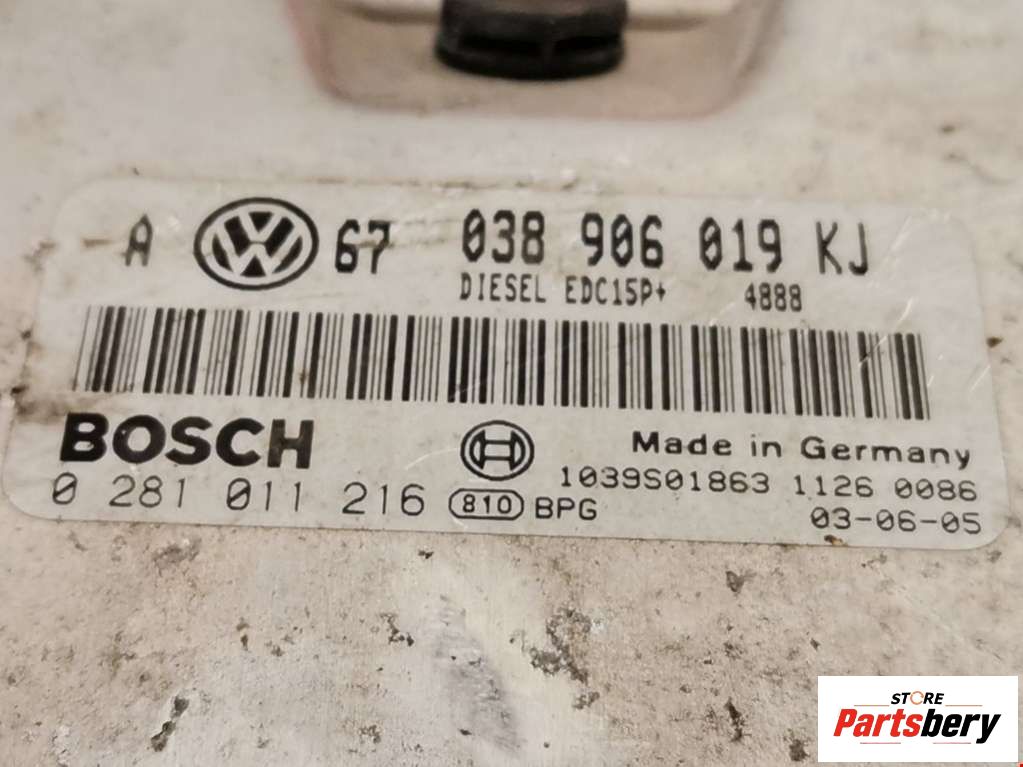 A VW 67 038 906 019 KJ
DIESEL EDC15P+ 4888
BOSCH
Made in Germany
0 281 011 216
810 BPG
1039S01863 1126 0086
03-06-05
STORE
Partsbery